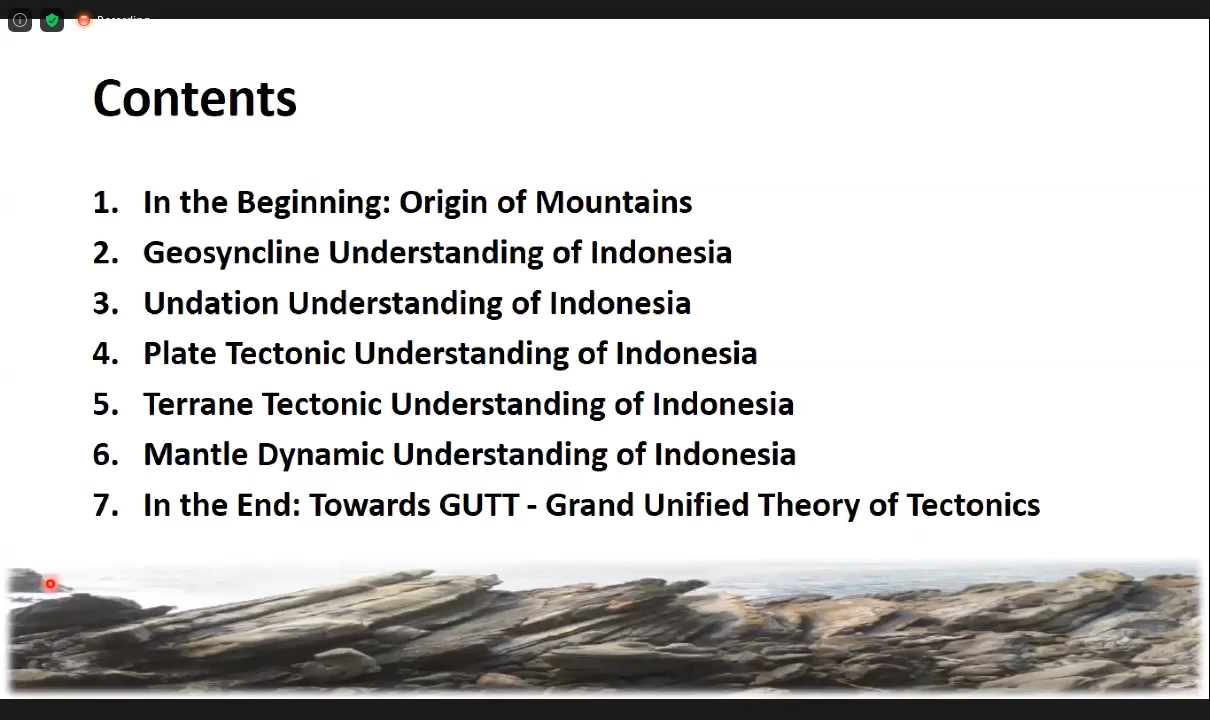 Recording
Contents
1. In the Beginning: Origin of Mountains
2. Geosyncline Understanding of Indonesia
3. Undation Understanding of Indonesia
4. Plate Tectonic Understanding of Indonesia
5. Terrane Tectonic Understanding of Indonesia
6. Mantle Dynamic Understanding of Indonesia
7. In the End: Towards GUTT - Grand Unified Theory of Tectonics